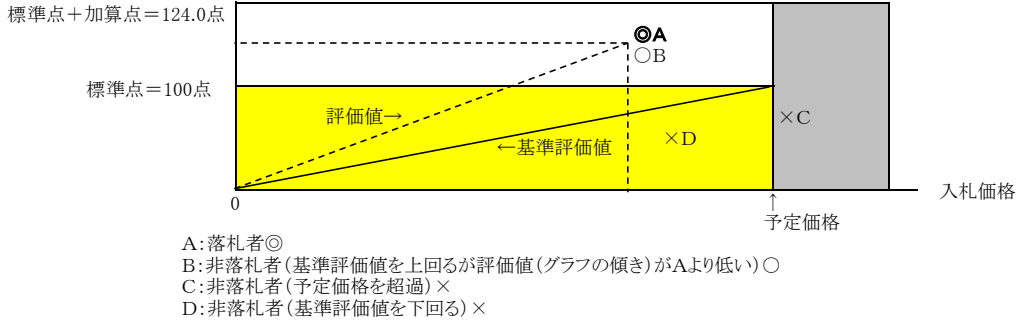 標準点＋加算点＝124.0点
◎A
○B
標準点＝100点
評価値→
×C
×D
←基準評価値
入札価格
0
↑
予定価格
A：落札者◎
B：非落札者（基準評価値を上回るが評価値（グラフの傾き）がAより低い）○
C：非落札者（予定価格を超過）×
D：非落札者（基準評価値を下回る）×